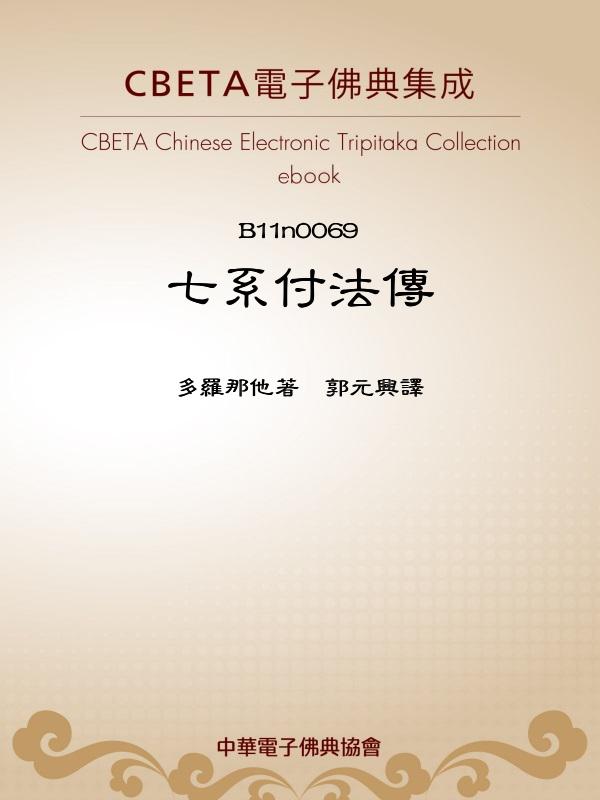 CBETA電子佛典集成
CBETA Chinese Electronic Tripitaka Collection
ebook
B11n0069
七系付法傳
多羅那他著　郭元興譯
中華電子佛典協會